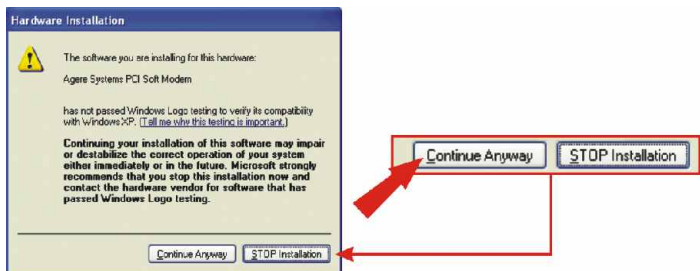 Hardware Installation
The software you are installing for this hardware:
Agere Systems PCI Soft Modem
has not passed Windows Logo testing to verify its compatibility
with Windows XP. (Tell me why this testing is important.)
Continuing your installation of this software may impair
or destabilize the correct operation of your system
either immediately or in the future. Microsoft strongly
recommends that you stop this installation now and
contact the hardware vendor for software that has
passed Windows Logo testing.
Continue Anyway STOP Installation
Continue Anyway STOP Installation